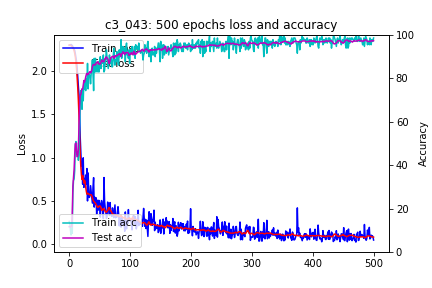 c3_043: 500 epochs loss and accuracy
Train loss
Test loss
Train acc
Test acc
Loss
2.0
1.5
1.0
0.5
0.0
Accuracy
100
80
60
40
20
0
0
100
200
300
400
500